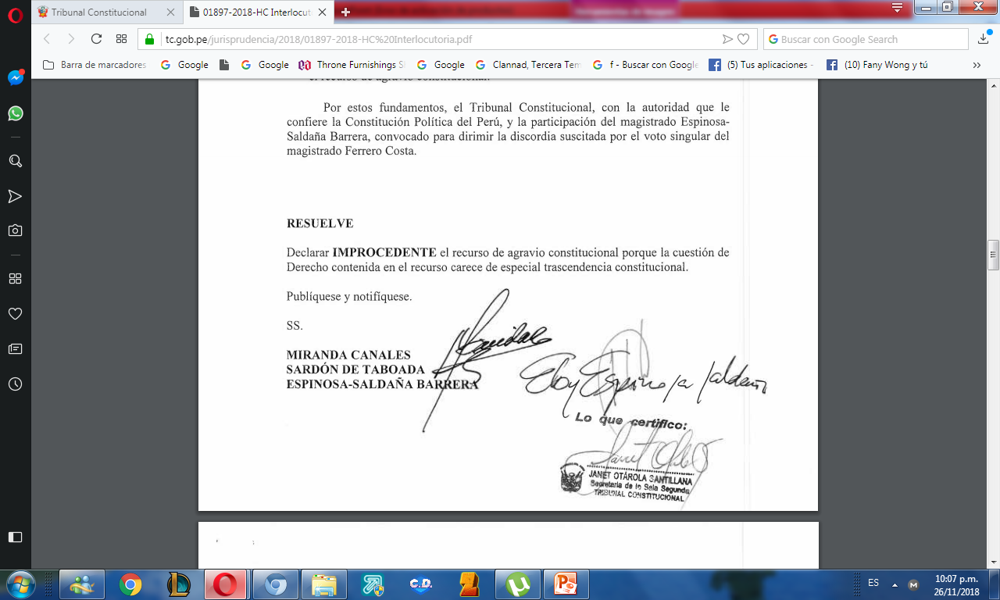 Tribunal Constitucional
01897-2018-HC Interlocuto
tc.gob.pe/jurisprudencia/2018/01897-2018-HC%20Interlocutoria.pdf
Buscar con Google Search
Barra de marcadores
Google
Google
Throne Furnishings S
Google
Clannad, Tercera Tem
f - Buscar con Google
(5) Tus aplicaciones -
(10) Fany Wong y tú
»
el recurso de agravio constitucional.
Por estos fundamentos, el Tribunal Constitucional, con la autoridad que le
confiere la Constitución Política del Perú, y la participación del magistrado Espinosa-
Saldaña Barrera, convocado para dirimir la discordia suscitada por el voto singular del
magistrado Ferrero Costa.
RESUELVE
Declarar IMPROCEDENTE el recurso de agravio constitucional porque la cuestión de
Derecho contenida en el recurso carece de especial trascendencia constitucional.
Publíquese y notifíquese.
SS.
MIRANDA CANALES
SARDÓN DE TABOADA
ESPINOSA-SALDAÑA BARRERA
Eloy Espinosa Saldaña
Lo que certifico:
JANET OTÁROLA SANTILLANA
Secretaria de la Sala Segunda
TRIBUNAL CONSTITUCIONAL
C.D.
ES
10:07 p.m.
26/11/2018